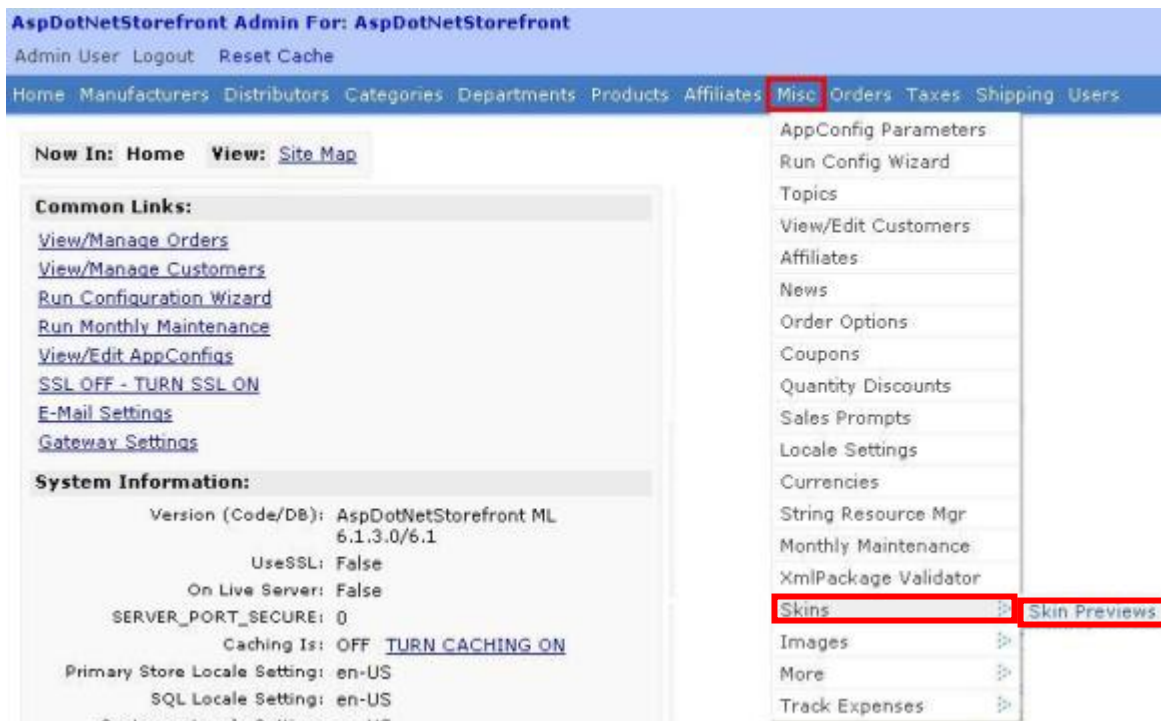 AspDotNetStorefront Admin For: AspDotNetStorefront
Admin User Logout Reset Cache
Home Manufacturers Distributors Categories Departments Products Affiliates Misc Orders Taxes Shipping Users
Now In: Home View: Site Map
Common Links:
View/Manage Orders
View/Manage Customers
Run Configuration Wizard
Run Monthly Maintenance
View/Edit AppConfigs
SSL OFF - TURN SSL ON
E-Mail Settings
Gateway Settings
System Information:
Version (Code/DB): AspDotNetStorefront ML
6.1.3.0/6.1
UseSSL: False
On Live Server: False
SERVER_PORT_SECURE: 0
Caching Is: OFF TURN CACHING ON
Primary Store Locale Setting: en-US
SQL Locale Setting: en-US
AppConfig Parameters
Run Config Wizard
Topics
View/Edit Customers
Affiliates
News
Order Options
Coupons
Quantity Discounts
Sales Prompts
Locale Settings
Currencies
String Resource Mgr
Monthly Maintenance
XmlPackage Validator
Skins
Skin Previews
Images
More
Track Expenses